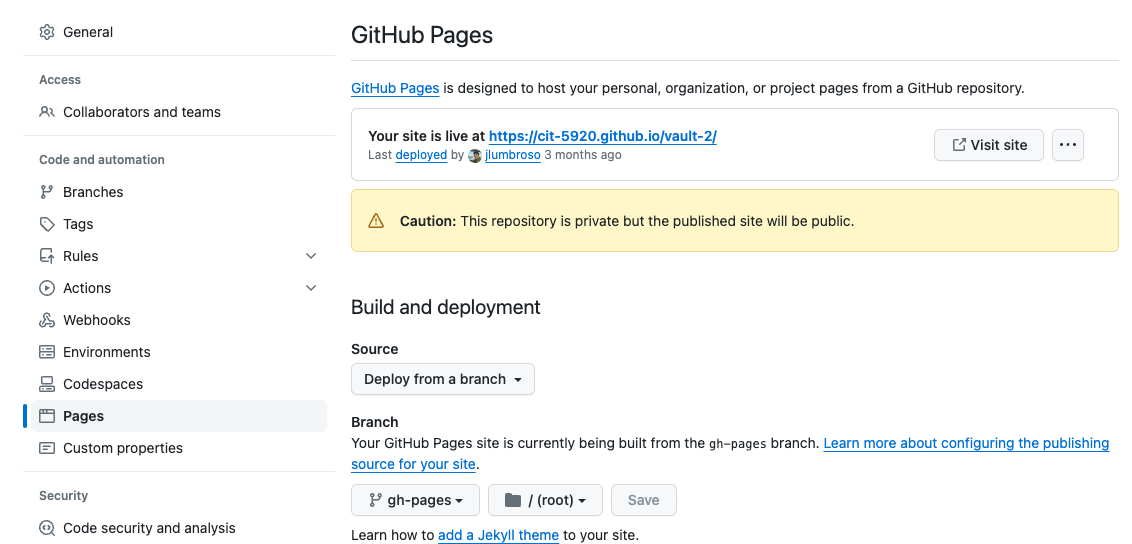 General
Access
Collaborators and teams
Code and automation
Branches
Tags
Rules
Actions
Webhooks
Environments
Codespaces
Pages
Custom properties
Security
Code security and analysis
GitHub Pages
GitHub Pages is designed to host your personal, organization, or project pages from a GitHub repository.
Your site is live at https://cit-5920.github.io/vault-2/
Last deployed by jlumbroso 3 months ago
Visit site
Caution: This repository is private but the published site will be public.
Build and deployment
Source
Deploy from a branch
Branch
Your GitHub Pages site is currently being built from the gh-pages branch. Learn more about configuring the publishing
source for your site.
gh-pages
/ (root)
Save
Learn how to add a Jekyll theme to your site.